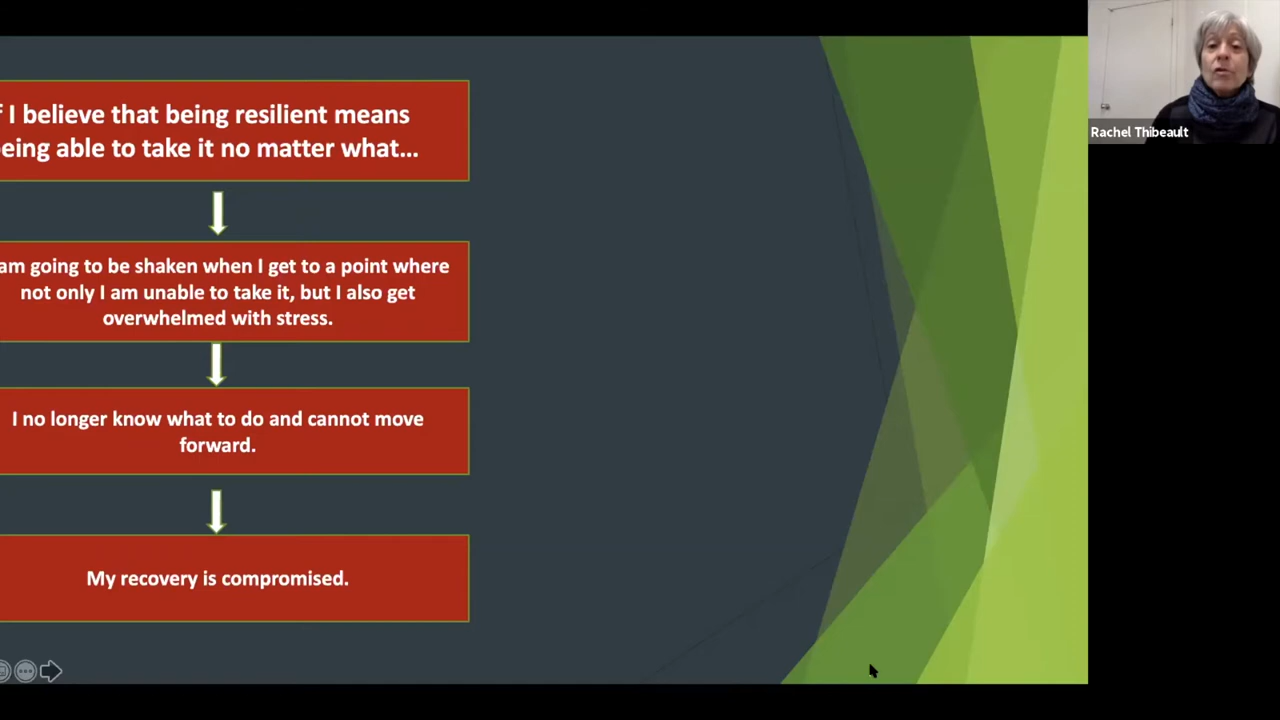 I believe that being resilient means
eing able to take it no matter what...
am going to be shaken when I get to a point where
not only I am unable to take it, but I also get
overwhelmed with stress.
I no longer know what to do and cannot move
forward.
My recovery is compromised.
Rachel Thibeault